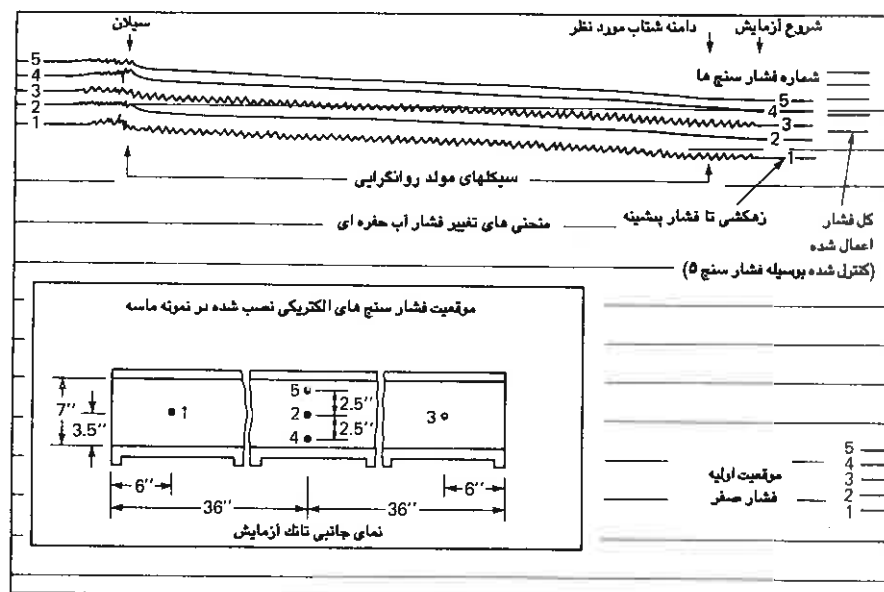 شروع آزمایش
دامنه شتاب مورد نظر
سیلان
شماره فشار سنج ها
5
4
3
2
1
5
4
3
2
1
سیکلهای مولد روانگرایی
زهکشی تا فشار پیشینه
منحنی های تغییر فشار آب حفره ای
کل فشار
اعمال شده
(کنترل شده بوسیله فشار سنج ۵)
موقعیت فشار سنج های الکتریکی نصب شده در نمونه ماسه
7"
3.5"
1
5
2
4
2.5"
2.5"
3
6"
6"
36"
36"
نمای جانبی تانک آزمایش
موقعیت اولیه
فشار صفر
5
4
3
2
1